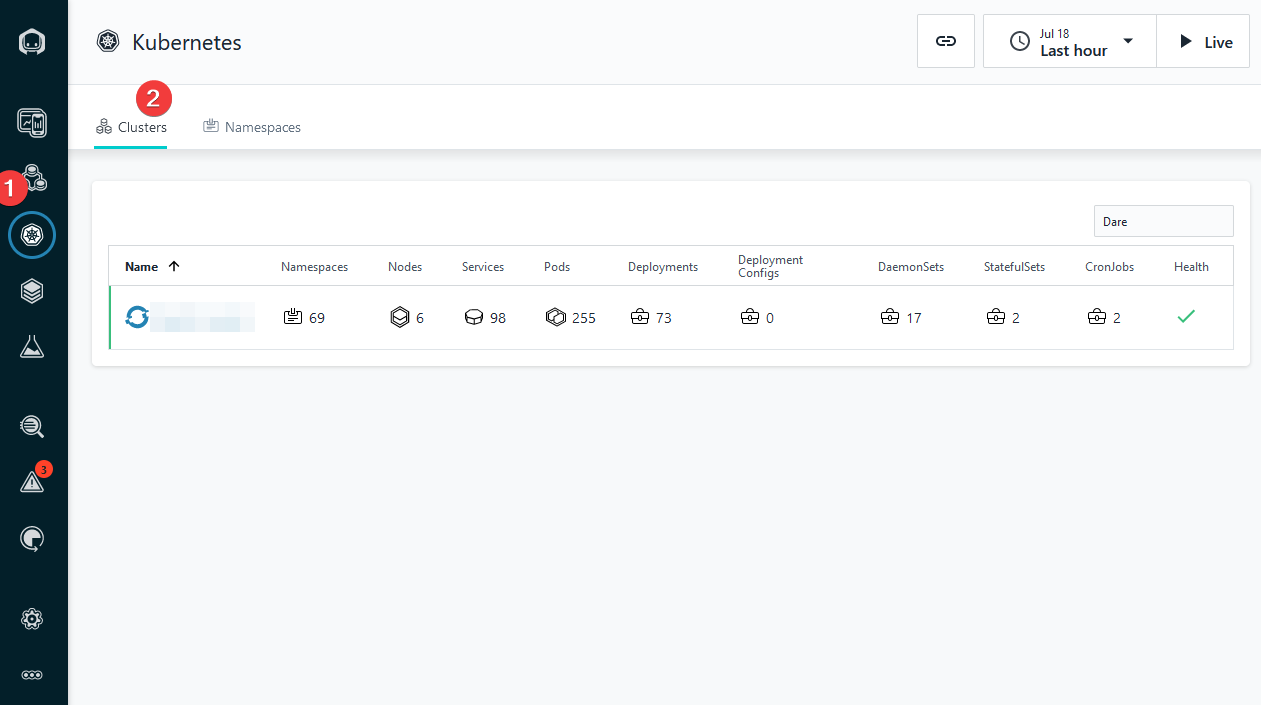 Kubernetes
Jul 18
Last hour
Live
2
Clusters
Namespaces
1
Dare
Name
Namespaces
Nodes
Services
Pods
Deployments
Deployment
Configs
DaemonSets
StatefulSets
CronJobs
Health
69
6
98
255
73
0
17
2
2
3